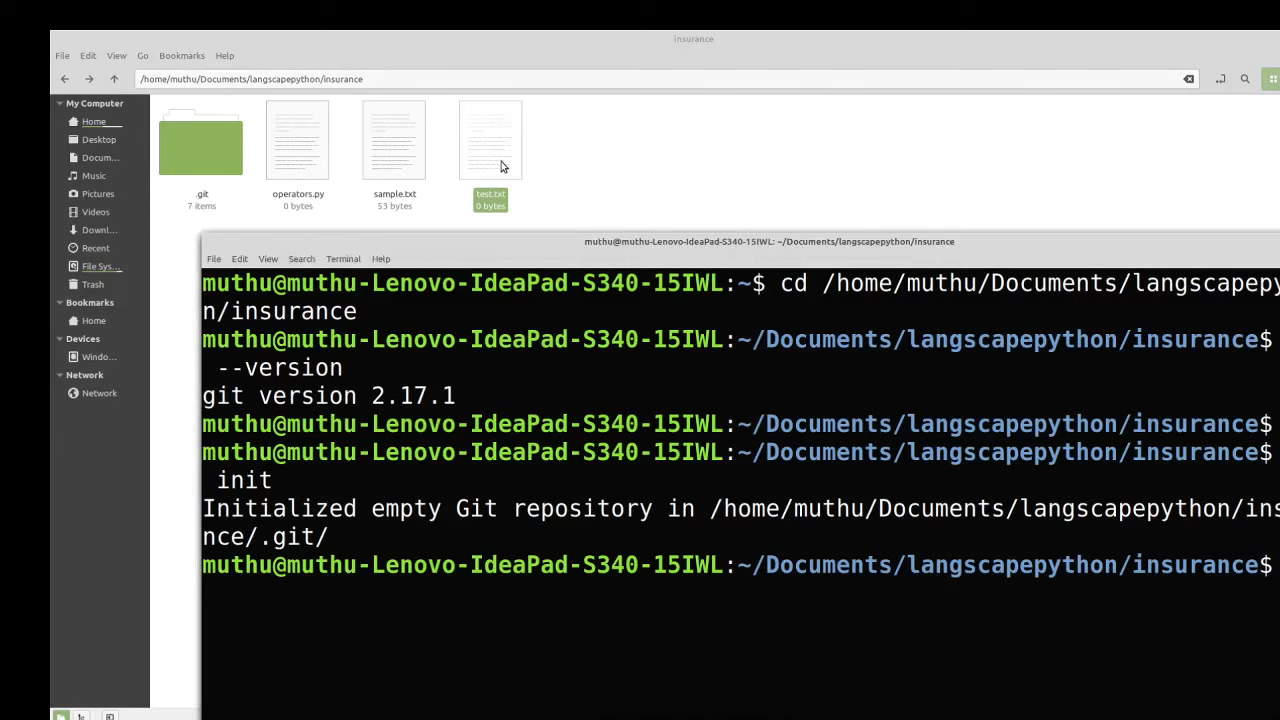 insurance
File Edit View Go Bookmarks Help
/home/muthu/Documents/langscapepython/insurance
My Computer
Home
Desktop
Docum...
Music
Pictures
Videos
Downl...
Recent
File Sys...
Trash
Bookmarks
Home
Devices
Windo...
Network
Network
.git operators.py sample.txt test.txt
7 items 0 bytes 53 bytes 0 bytes
muthu@muthu-Lenovo-IdeaPad-S340-15IWL: ~/Documents/langscapepython/insurance
File Edit View Search Terminal Help
muthu@muthu-Lenovo-IdeaPad-S340-15IWL:~$ cd /home/muthu/Documents/langscapepy
n/insurance
muthu@muthu-Lenovo-IdeaPad-S340-15IWL:~/Documents/langscapepython/insurance$
--version
git version 2.17.1
muthu@muthu-Lenovo-IdeaPad-S340-15IWL:~/Documents/langscapepython/insurance$
muthu@muthu-Lenovo-IdeaPad-S340-15IWL:~/Documents/langscapepython/insurance$
init
Initialized empty Git repository in /home/muthu/Documents/langscapepython/ins
nce/.git/
muthu@muthu-Lenovo-IdeaPad-S340-15IWL:~/Documents/langscapepython/insurance$